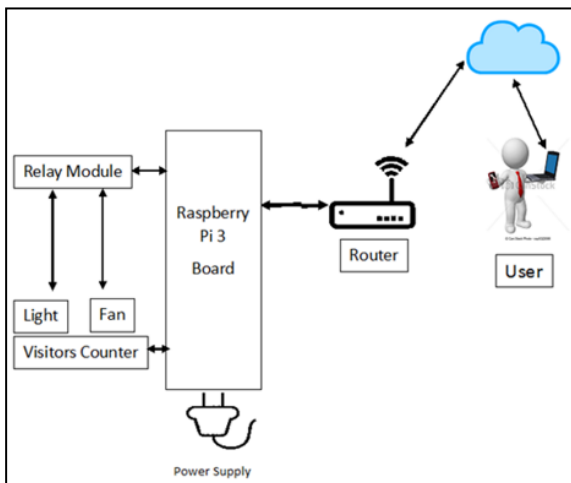 Relay Module
Raspberry
Pi 3
Board
Router
User
Light
Fan
Visitors Counter
Power Supply